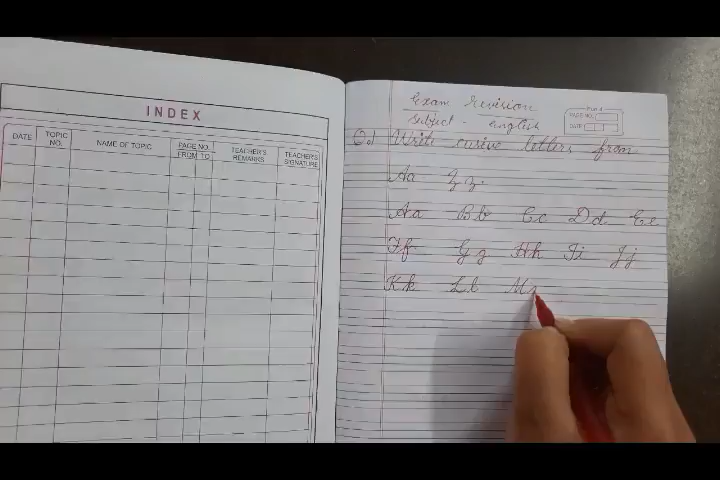 INDEX
DATE
TOPIC NO.
NAME OF TOPIC
PAGE NO.
FROM TO
TEACHER'S REMARKS
TEACHER'S SIGNATURE
Exam Revision
PAGE NO.
DATE
Subject - english
Q.1 Write cursive letters from
Aa Zz.
Aa Bb Cc Dd Ee
Ff Gg Hh Ii Jj
Kk Ll M